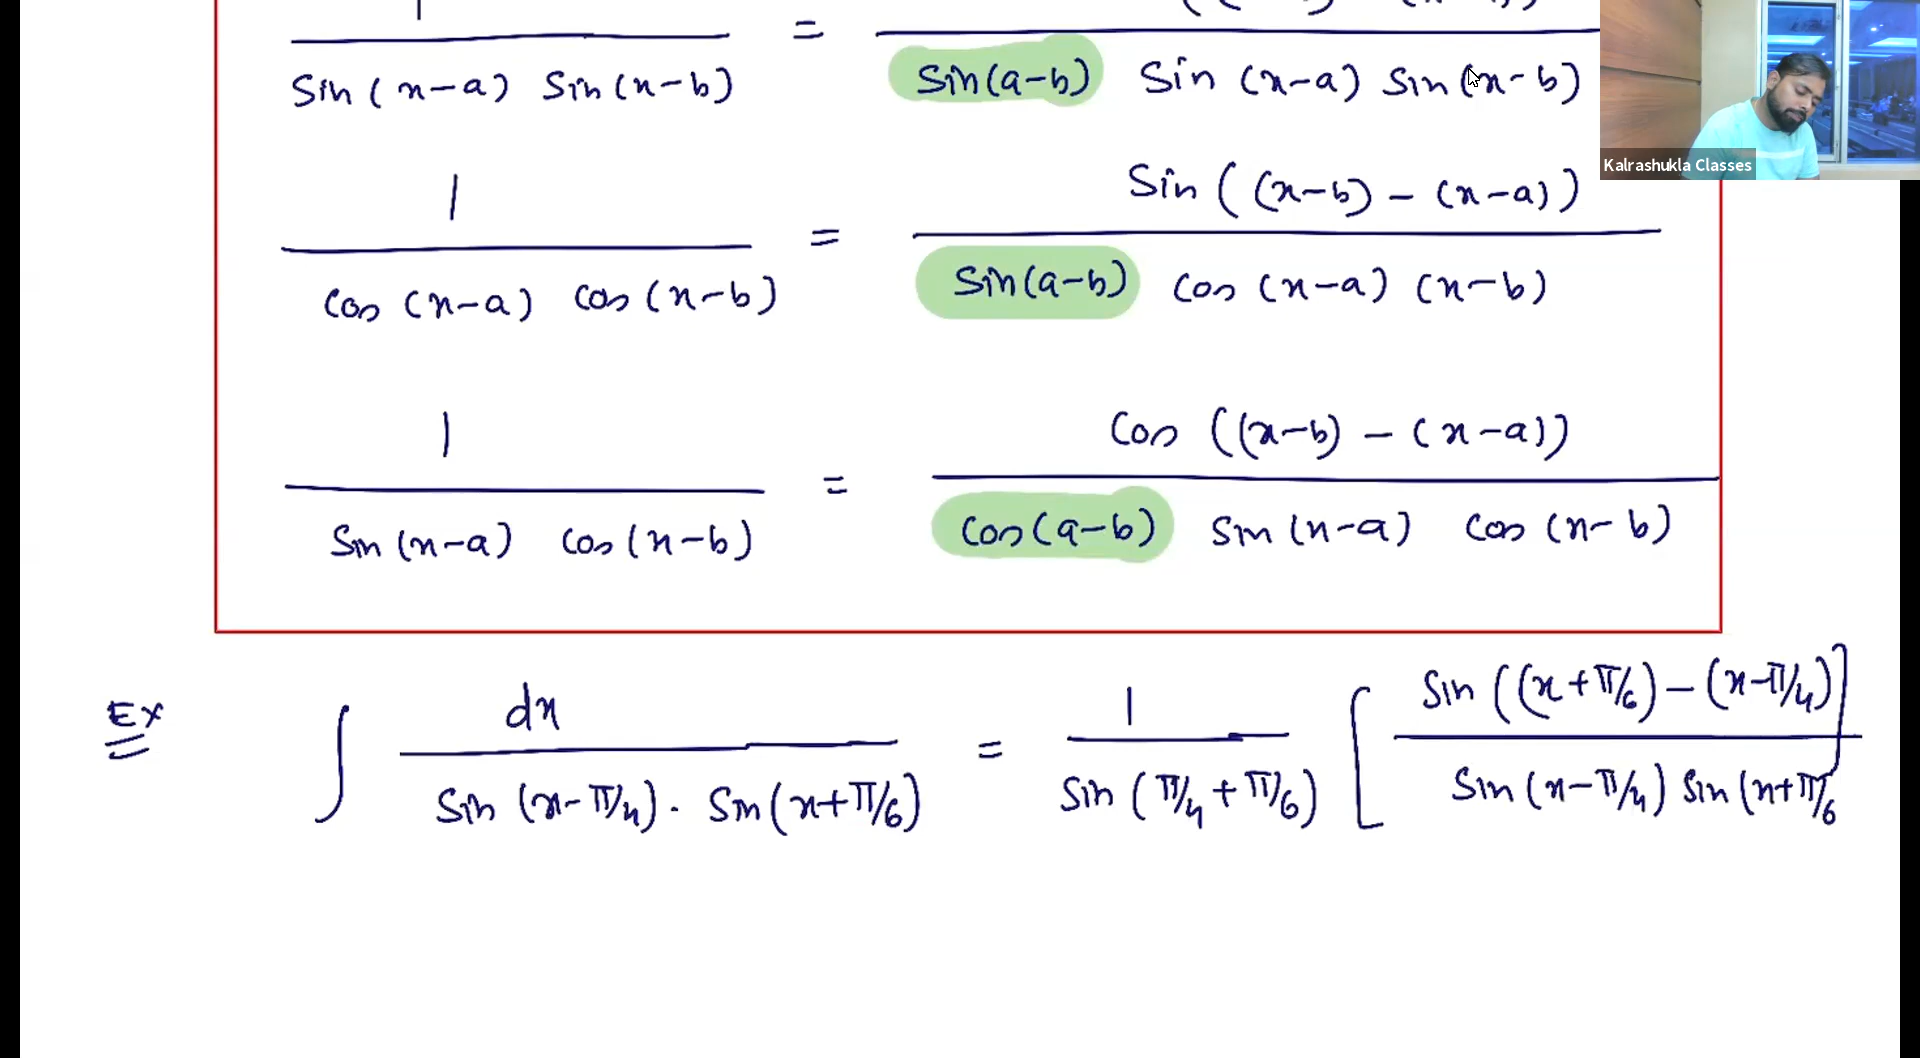 1 / Sin(x-a) Sin(x-b) = / Sin(a-b) Sin(x-a) Sin(x-b)
Kalrashukla Classes
1 / cos(x-a) cos(x-b) = Sin((x-b) - (x-a)) / Sin(a-b) cos(x-a) (x-b)
1 / Sin(x-a) cos(x-b) = cos((x-b) - (x-a)) / cos(a-b) Sin(x-a) cos(x-b)
Ex ∫ dx / Sin(x-π/4) · Sin(x+π/6) = 1 / Sin(π/4 + π/6) [ Sin((x+π/6) - (x-π/4) / Sin(x-π/4) Sin(x+π/6 ]